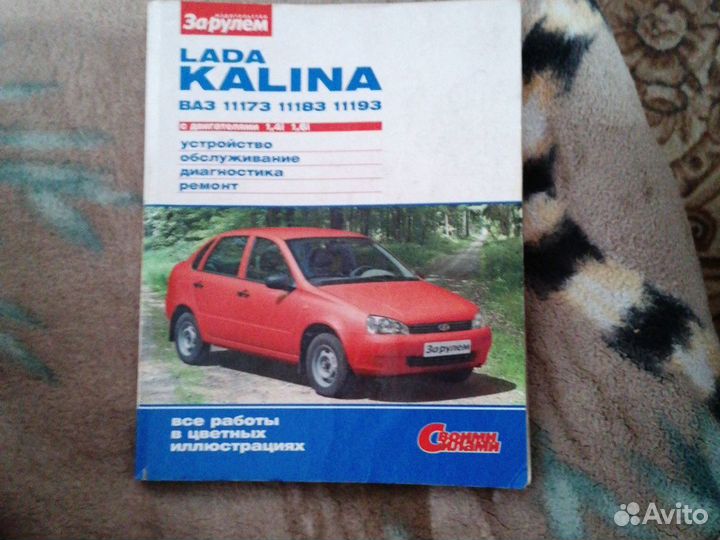 издательство
За рулем
LADA
KALINA
ВАЗ 11173 11183 11193
с двигателями 1,4i 1,6i
устройство
обслуживание
диагностика
ремонт
За рулем
все работы
в цветных
иллюстрациях
Своими
Силами
Avito